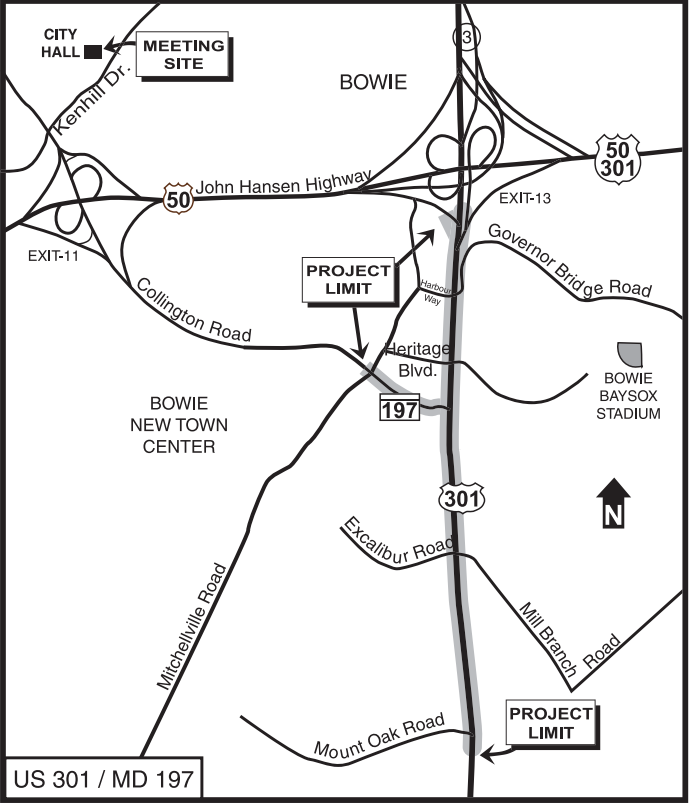 CITY
HALL
MEETING
SITE
3
BOWIE
Kenhill Dr.
50
301
John Hansen Highway
50
EXIT-13
EXIT-11
Governor Bridge Road
PROJECT
LIMIT
Harbour
Way
Collington Road
Heritage
Blvd.
BOWIE
BAYSOX
STADIUM
197
BOWIE
NEW TOWN
CENTER
301
N
Excalibur Road
Mitchellville Road
Mill Branch Road
PROJECT
LIMIT
Mount Oak Road
US 301 / MD 197